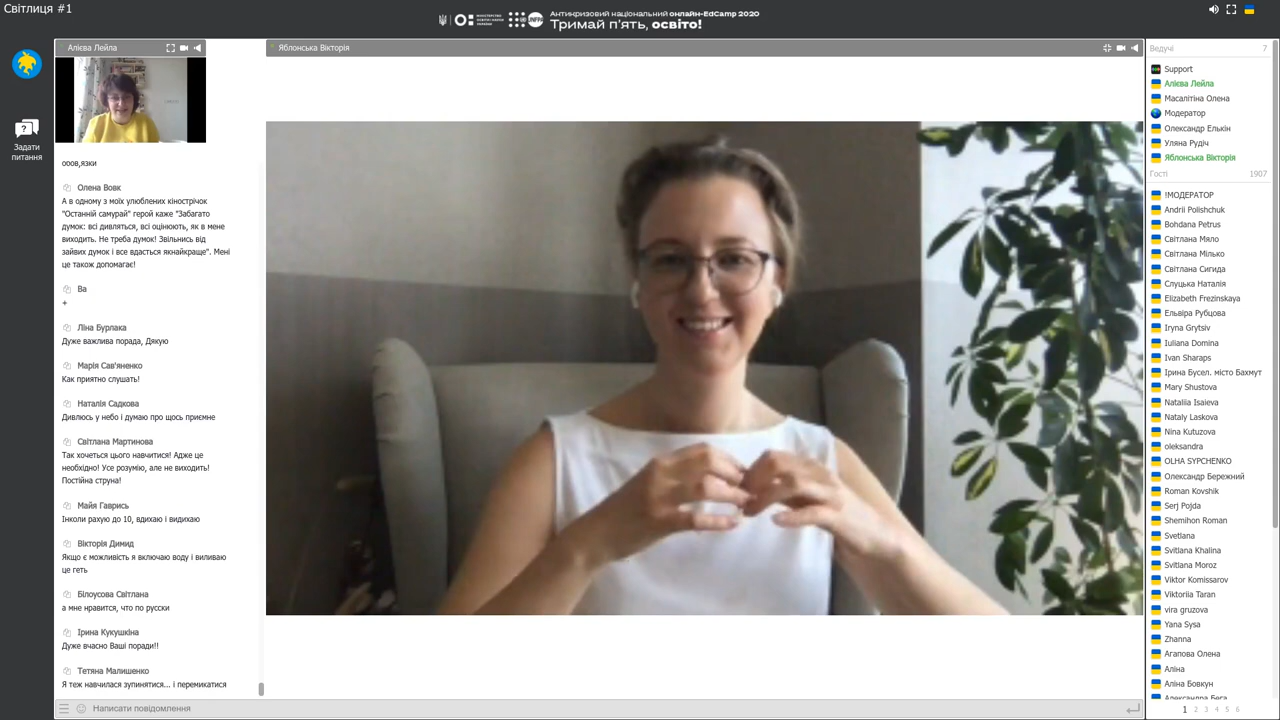 Світлиця #1
МІНІСТЕРСТВО
ОСВІТИ І НАУКИ
УКРАЇНИ
Антикризовий національний онлайн-EdCamp 2020
Тримай п’ять, освіто!
Задати
питання
Алієва Лейла
ооов,язки
Олена Вовк
А в одному з моїх улюблених кінострічок
"Останній самурай" герой каже "Забагато
думок: всі дивляться, всі оцінюють, як в мене
виходить. Не треба думок! Звільнись від
зайвих думок і все вдасться якнайкраще". Мені
це також допомагає!
Ва
+
Ліна Бурлака
Дуже важлива порада, Дякую
Марія Сав'яненко
Как приятно слушать!
Наталія Садкова
Дивлюсь у небо і думаю про щось приємне
Світлана Мартинова
Так хочеться цього навчитися! Адже це
необхідно! Усе розумію, але не виходить!
Постійна струна!
Майя Гаврись
Інколи рахую до 10, вдихаю і видихаю
Вікторія Димид
Якщо є можливість я включаю воду і виливаю
це геть
Білоусова Світлана
а мне нравится, что по русски
Ірина Кукушкіна
Дуже вчасно Ваші поради!!
Тетяна Малишенко
Я теж навчилася зупинятися... і перемикатися
Написати повідомлення
Яблонська Вікторія
Ведучі 7
Support
Алієва Лейла
Масалітіна Олена
Модератор
Олександр Елькін
Уляна Рудіч
Яблонська Вікторія
Гості 1907
!МОДЕРАТОР
Andrii Polishchuk
Bohdana Petrus
Світлана Мяло
Світлана Мілько
Світлана Сигида
Слуцька Наталія
Elizabeth Frezinskaya
Ельвіра Рубцова
Iryna Grytsiv
Iuliana Domina
Ivan Sharaps
Ірина Бусел. місто Бахмут
Mary Shustova
Nataliia Isaieva
Nataly Laskova
Nina Kutuzova
oleksandra
OLHA SYPCHENKO
Олександр Бережний
Roman Kovshik
Serj Pojda
Shemihon Roman
Svetlana
Svitlana Khalina
Svitlana Moroz
Viktor Komissarov
Viktoriia Taran
vira gruzova
Yana Sysa
Zhanna
Агапова Олена
Аліна
Аліна Бовкун
Александра Бега
1 2 3 4 5 6